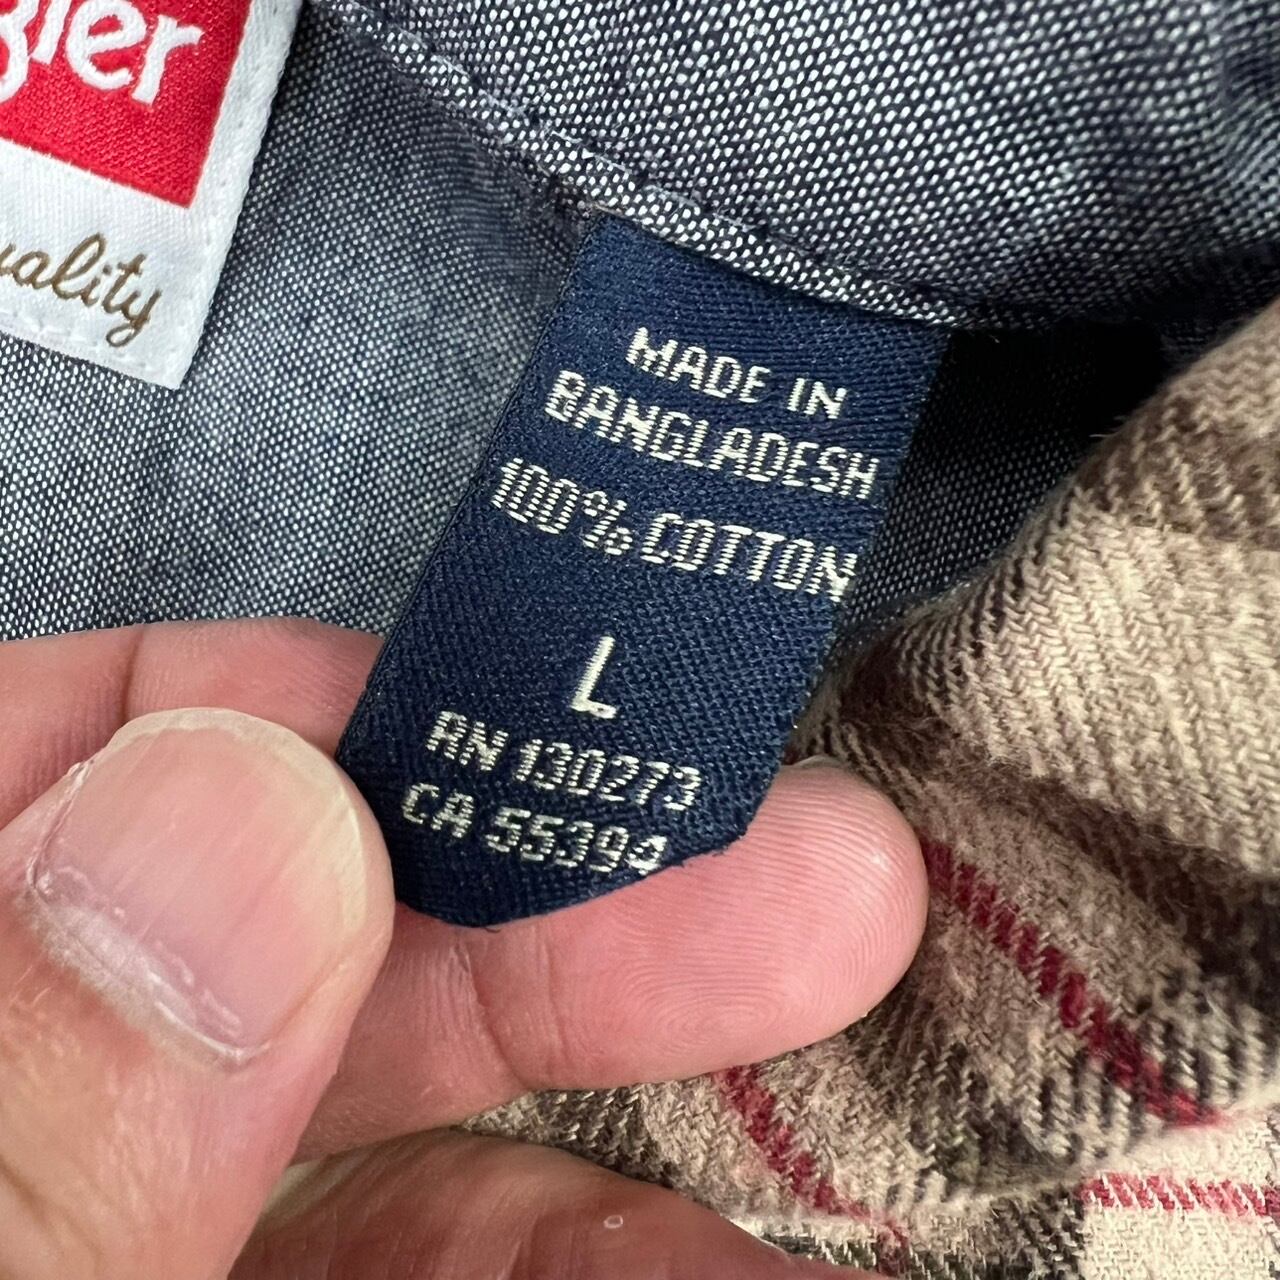 gler
uality
MADE IN
BANGLADESH
100% COTTON
L
RN 130273
CA 55394